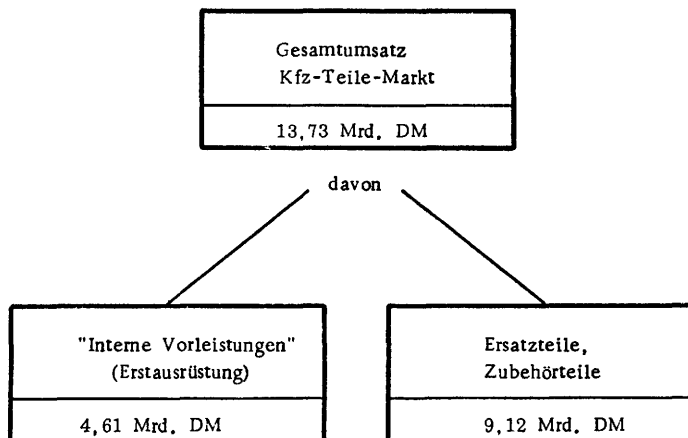 Gesamtumsatz
Kfz-Teile-Markt
13,73 Mrd. DM
davon
"Interne Vorleistungen"
(Erstausrüstung)
4,61 Mrd. DM
Ersatzteile,
Zubehörteile
9,12 Mrd. DM